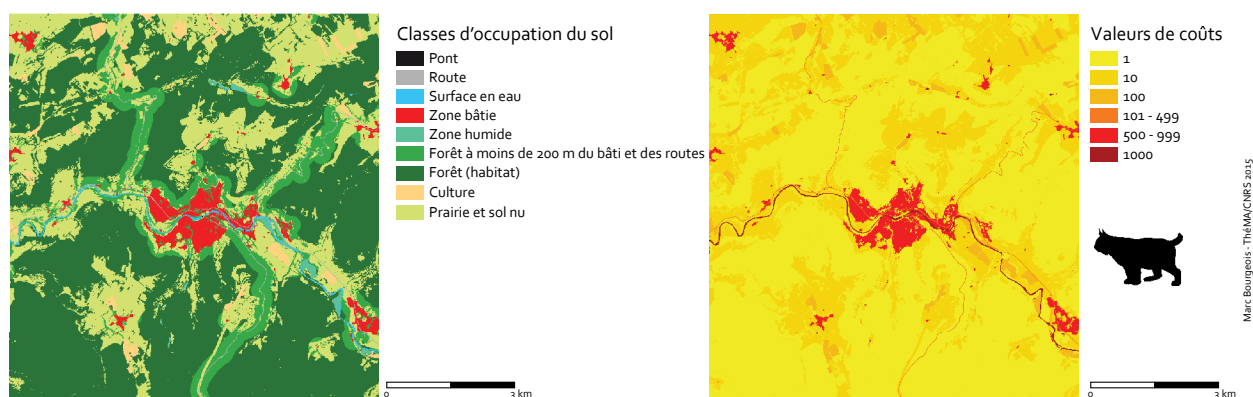 Classes d'occupation du sol
Pont
Route
Surface en eau
Zone bâtie
Zone humide
Forêt à moins de 200 m du bâti et des routes
Forêt (habitat)
Culture
Prairie et sol nu
0 3 km
Valeurs de coûts
1
10
100
101 - 499
500 - 999
1000
0 3 km
Marc Bourgeois - ThéMA/CNRS 2015